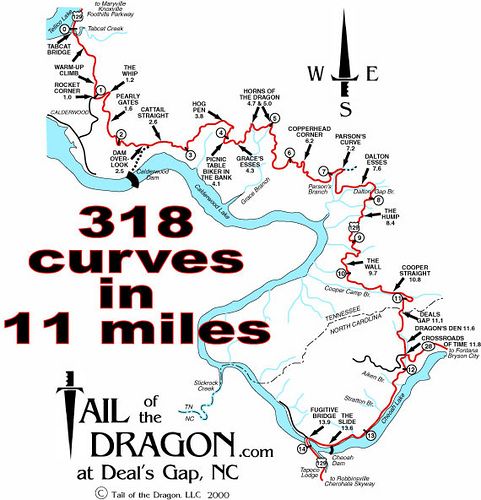 to Maryville
Knoxville
Foothills Parkway
Tellico Lake
129
0
Tabcat Creek
TABCAT
BRIDGE
WARM-UP
CLIMB
THE
WHIP
1.2
ROCKET
CORNER
1.0
1
CALDERWOOD
PEARLY
GATES
1.6
CATTAIL
STRAIGHT
2.6
2
DAM
OVER-
LOOK
2.5
Calderwood
Dam
3
HOG
PEN
3.8
HORNS OF THE
DRAGON
4.7 & 5.0
4
5
PICNIC
TABLE
BIKER IN
THE BANK
4.1
GRACE'S
ESSES
4.3
Calderwood Lake
Grace Branch
COPPERHEAD
CORNER
6.2
6
PARSON'S
CURVE
7.2
7
Parson's
Branch
DALTON
ESSES
7.6
Dalton Gap Br.
8
THE
HUMP
8.4
129
9
THE
WALL
9.7
10
COOPER
STRAIGHT
10.8
Cooper Camp Br.
11
TENNESSEE
NORTH CAROLINA
DEALS
GAP 11.1
DRAGON'S DEN 11.6
CROSSROADS
OF TIME 11.8
28
to Fontana
Bryson City
12
Aiken Br.
Stratton Br.
Cheoah Lake
13
Slickrock
Creek
TN
NC
FUGITIVE
BRIDGE
13.9
THE
SLIDE
13.6
14
Cheoah
Dam
129
Tapoco
Lodge
to Robbinsville
Cherohala Skyway
W E
S
318
curves
in
11 miles
TAIL of the
DRAGON.com
at Deal's Gap, NC
© Tail of the Dragon, LLC 2000